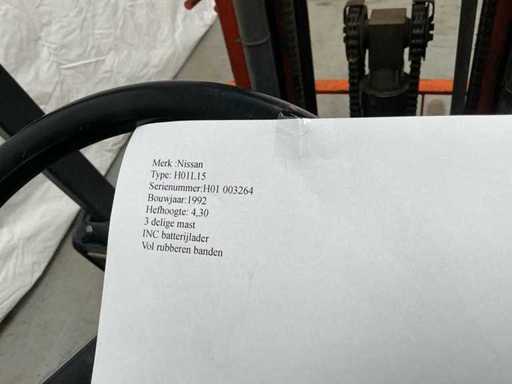 Merk :Nissan
Type: H01L15
Serienummer:H01 003264
Bouwjaar:1992
Hefhoogte: 4,30
3 delige mast
INC batterijlader
Vol rubberen banden